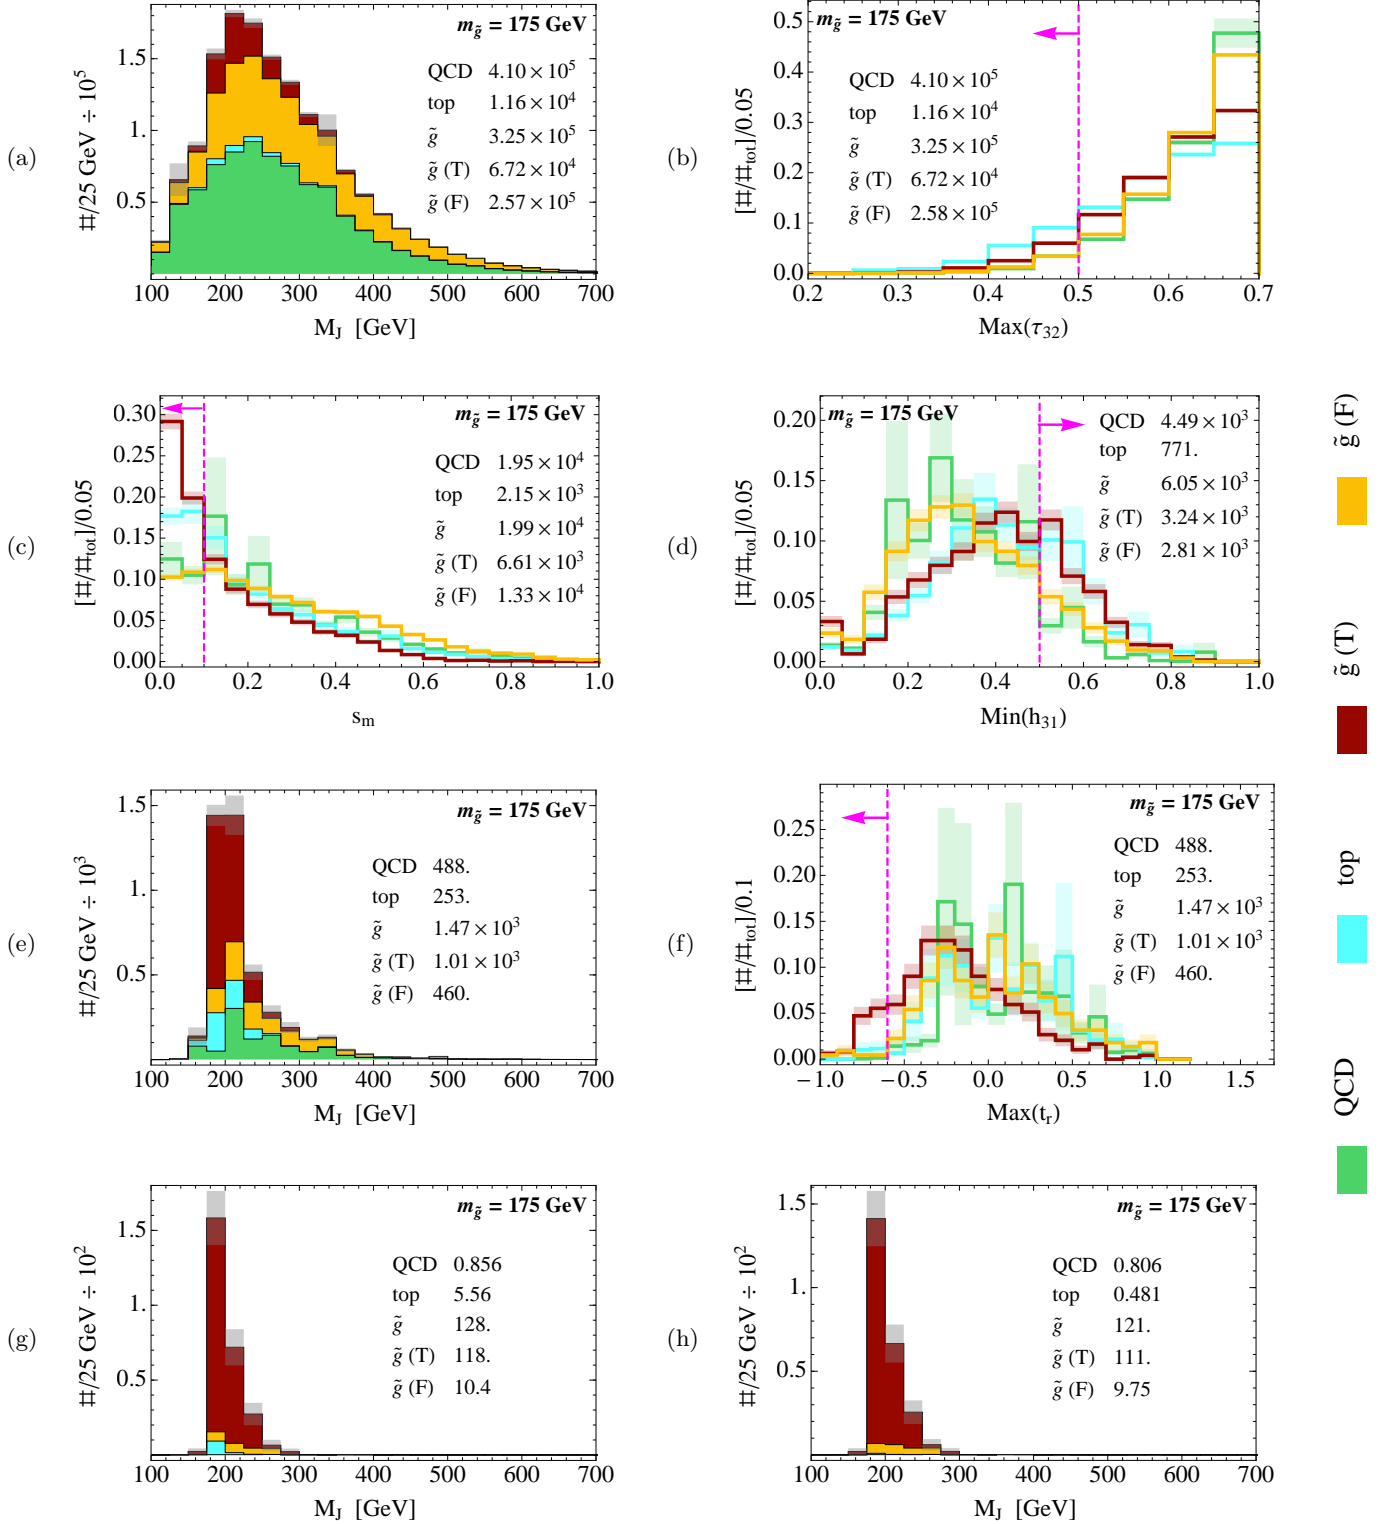 (a)
m_g̃ = 175 GeV
QCD 4.10 × 10^5
top 1.16 × 10^4
g̃ 3.25 × 10^5
g̃ (T) 6.72 × 10^4
g̃ (F) 2.57 × 10^5
#/25 GeV ÷ 10^5
1.5
1.
0.5
100 200 300 400 500 600 700
M_J [GeV]
(b)
m_g̃ = 175 GeV
QCD 4.10 × 10^5
top 1.16 × 10^4
g̃ 3.25 × 10^5
g̃ (T) 6.72 × 10^4
g̃ (F) 2.58 × 10^5
[#/#_tot]/0.05
0.5
0.4
0.3
0.2
0.1
0.0
0.2 0.3 0.4 0.5 0.6 0.7
Max(τ_32)
(c)
m_g̃ = 175 GeV
QCD 1.95 × 10^4
top 2.15 × 10^3
g̃ 1.99 × 10^4
g̃ (T) 6.61 × 10^3
g̃ (F) 1.33 × 10^4
[#/#_tot]/0.05
0.30
0.25
0.20
0.15
0.10
0.05
0.00
0.0 0.2 0.4 0.6 0.8 1.0
s_m
(d)
m_g̃ = 175 GeV
QCD 4.49 × 10^3
top 771.
g̃ 6.05 × 10^3
g̃ (T) 3.24 × 10^3
g̃ (F) 2.81 × 10^3
[#/#_tot]/0.05
0.20
0.15
0.10
0.05
0.00
0.0 0.2 0.4 0.6 0.8 1.0
Min(h_31)
(e)
m_g̃ = 175 GeV
QCD 488.
top 253.
g̃ 1.47 × 10^3
g̃ (T) 1.01 × 10^3
g̃ (F) 460.
#/25 GeV ÷ 10^3
1.5
1.
0.5
100 200 300 400 500 600 700
M_J [GeV]
(f)
m_g̃ = 175 GeV
QCD 488.
top 253.
g̃ 1.47 × 10^3
g̃ (T) 1.01 × 10^3
g̃ (F) 460.
[#/#_tot]/0.1
0.25
0.20
0.15
0.10
0.05
0.00
−1.0 −0.5 0.0 0.5 1.0 1.5
Max(t_r)
(g)
m_g̃ = 175 GeV
QCD 0.856
top 5.56
g̃ 128.
g̃ (T) 118.
g̃ (F) 10.4
#/25 GeV ÷ 10^2
1.5
1.
0.5
100 200 300 400 500 600 700
M_J [GeV]
(h)
m_g̃ = 175 GeV
QCD 0.806
top 0.481
g̃ 121.
g̃ (T) 111.
g̃ (F) 9.75
#/25 GeV ÷ 10^2
1.5
1.
0.5
100 200 300 400 500 600 700
M_J [GeV]
g̃ (F)
g̃ (T)
top
QCD